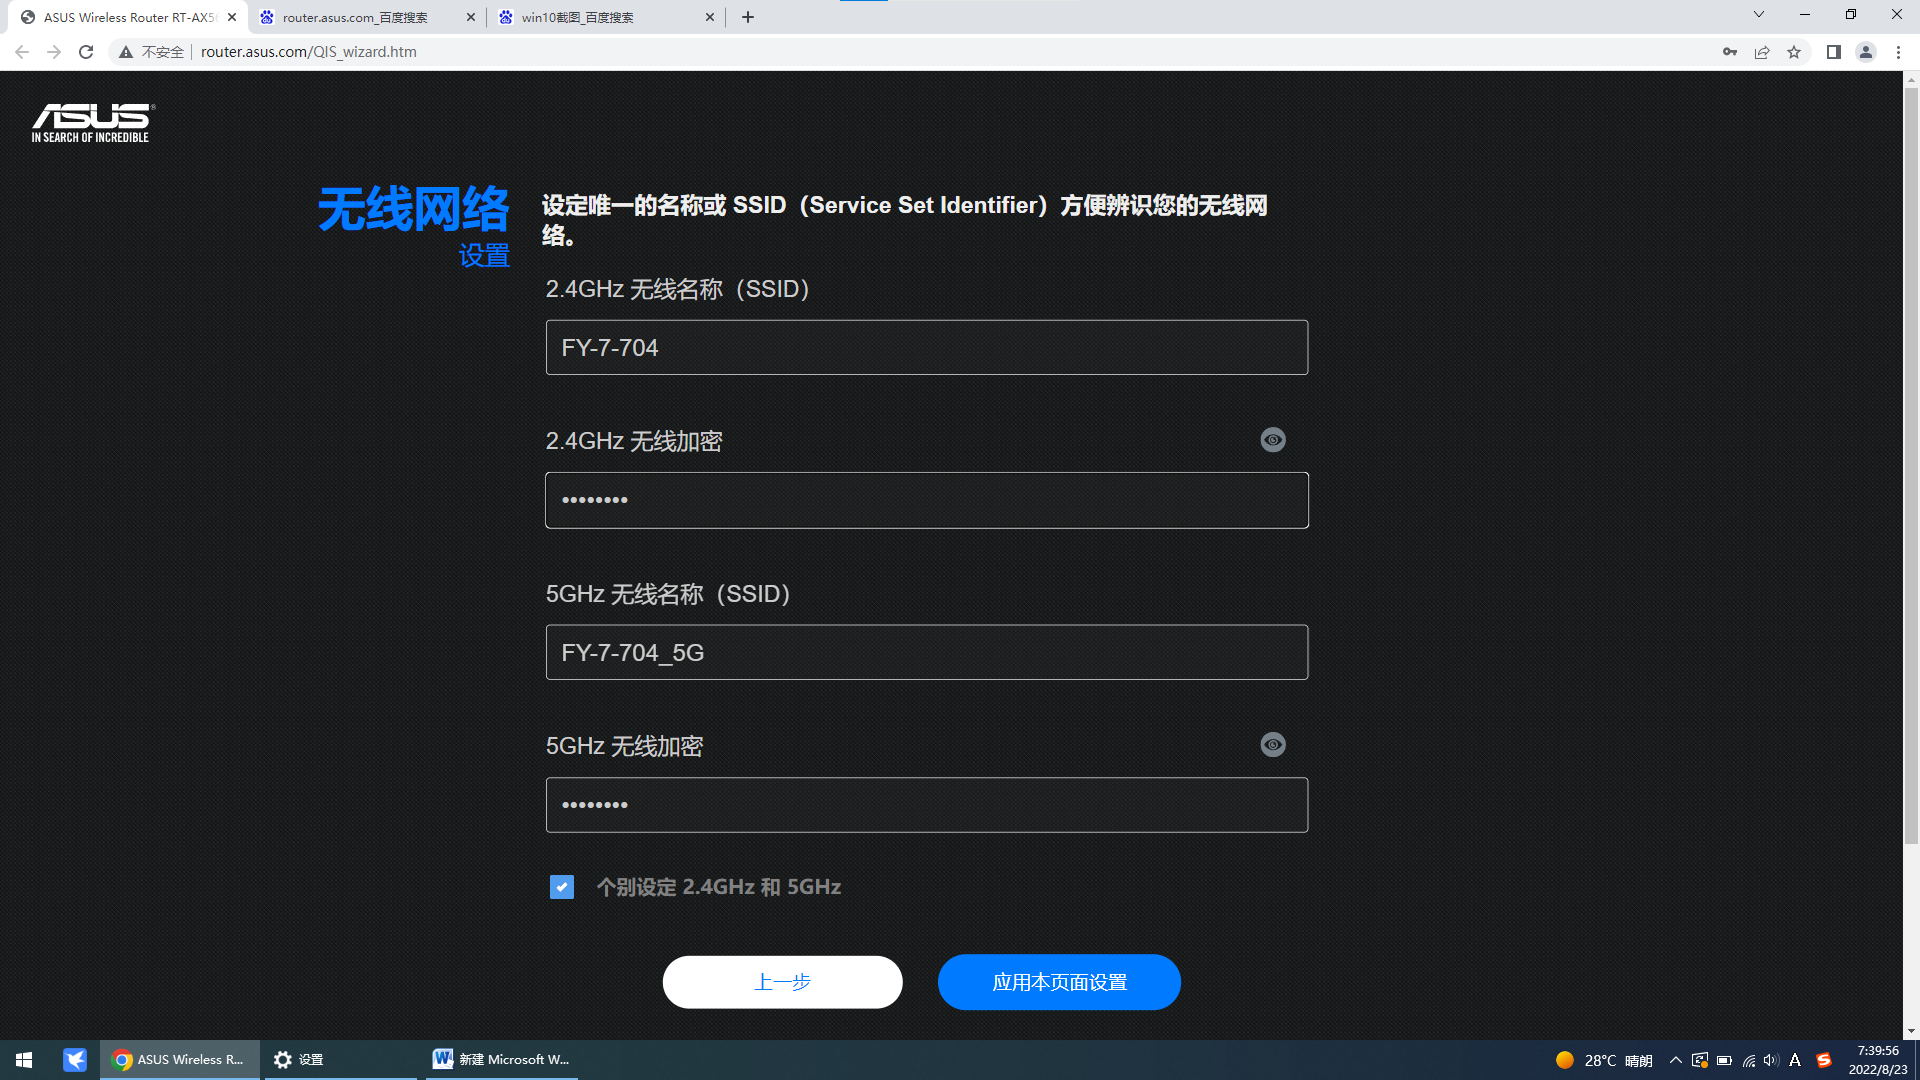 ASUS Wireless Router RT-AX56
router.asus.com_百度搜索
win10截图_百度搜索
不安全
router.asus.com/QIS_wizard.htm
ASUS
IN SEARCH OF INCREDIBLE
无线网络
设置
设定唯一的名称或 SSID（Service Set Identifier）方便辨识您的无线网
络。
2.4GHz 无线名称（SSID）
FY-7-704
2.4GHz 无线加密
••••••••
5GHz 无线名称（SSID）
FY-7-704_5G
5GHz 无线加密
••••••••
个别设定 2.4GHz 和 5GHz
上一步
应用本页面设置
ASUS Wireless R...
设置
新建 Microsoft W...
28°C 晴朗
A
7:39:56
2022/8/23